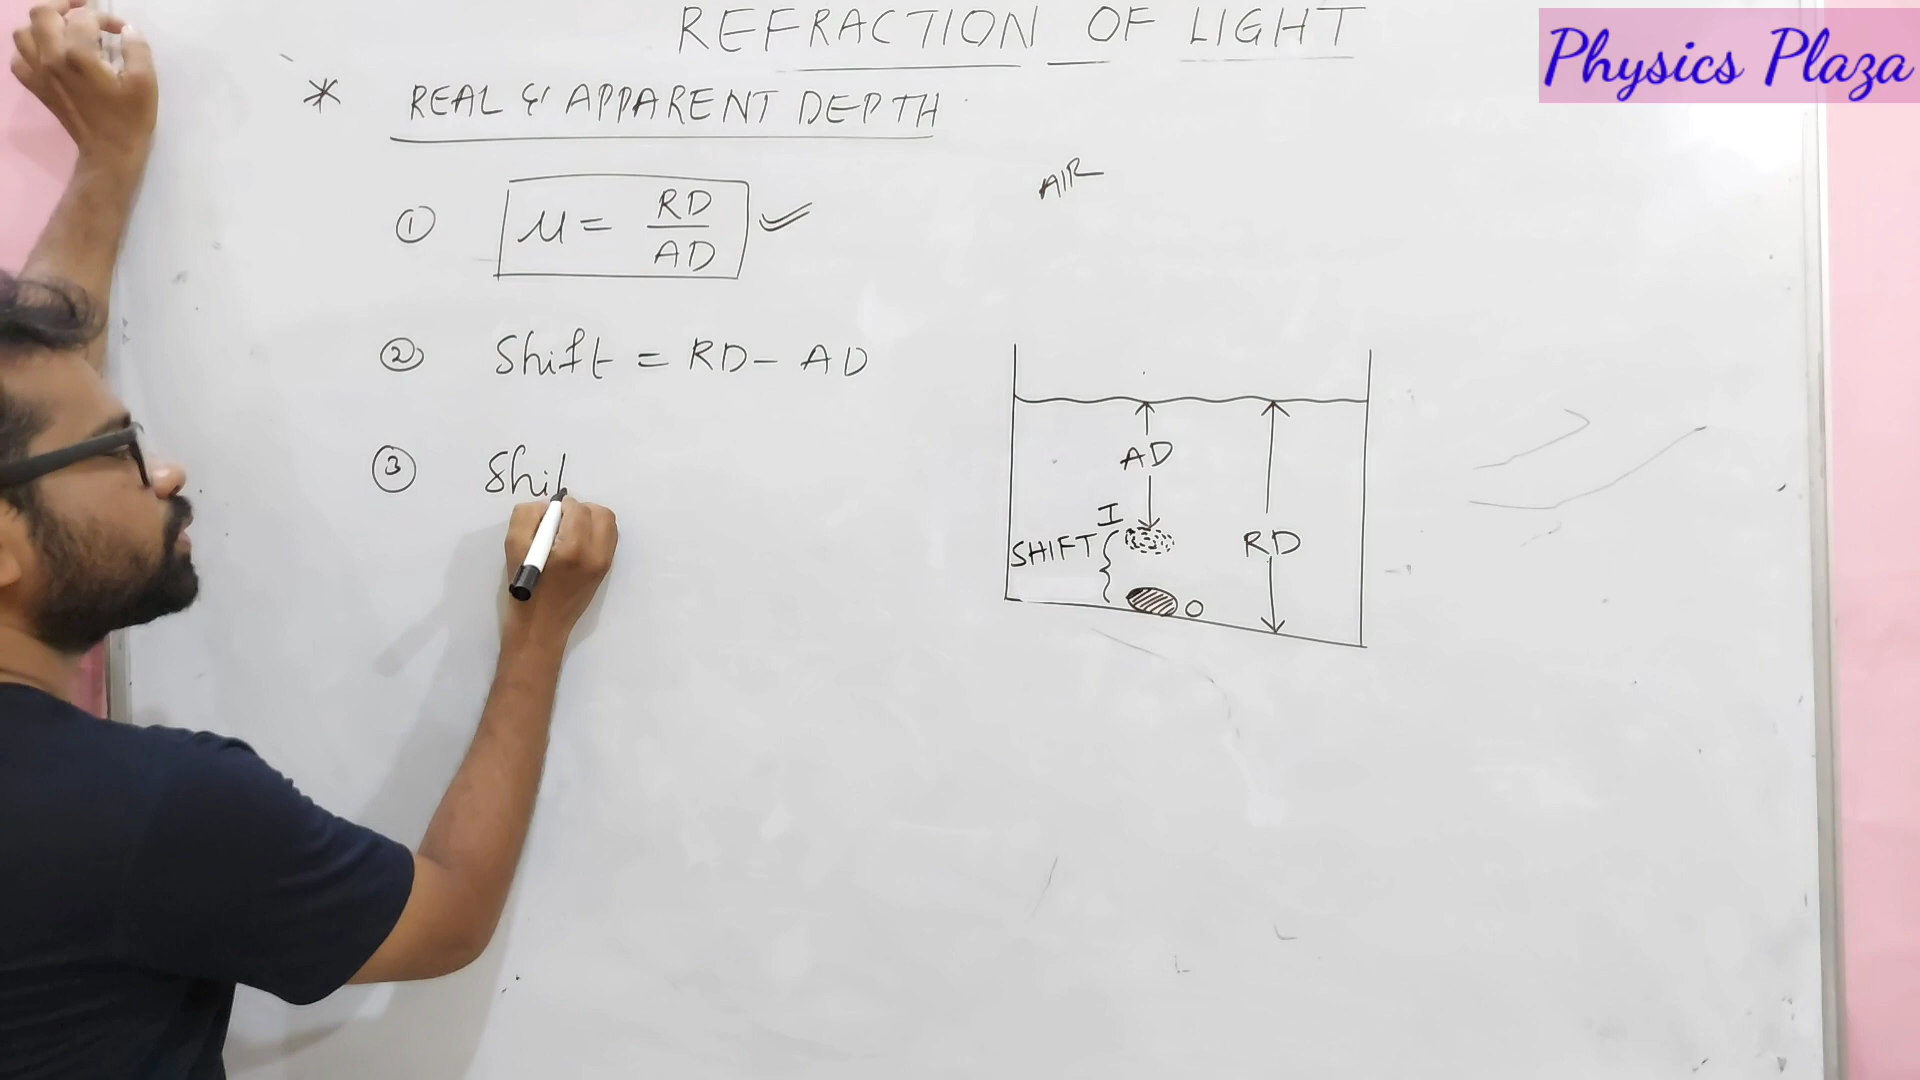 REFRACTION OF LIGHT
Physics Plaza
* REAL & APPARENT DEPTH
AIR
① μ = RD/AD
② Shift = RD - AD
③ Shif
AD
I
SHIFT
RD
O